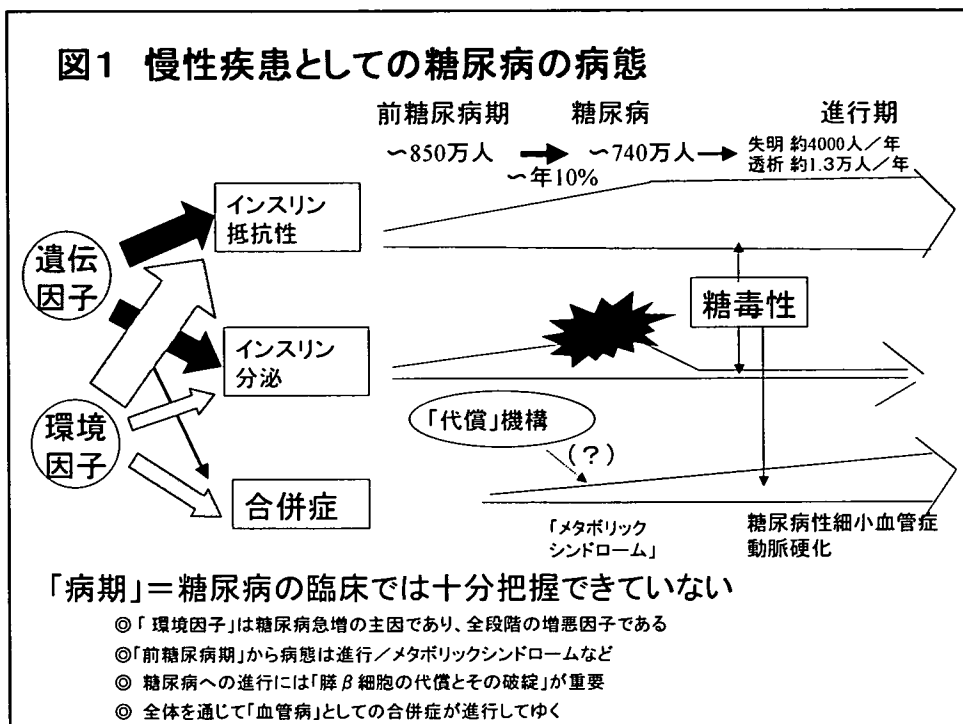 図1 慢性疾患としての糖尿病の病態
前糖尿病期 糖尿病 進行期
～850万人 ～740万人
～年10%
失明 約4000人／年
透析 約1.3万人／年
インスリン
抵抗性
遺伝
因子
糖毒性
インスリン
分泌
「代償」機構
環境
因子
(?)
合併症
「メタボリック
シンドローム」
糖尿病性細小血管症
動脈硬化
「病期」＝糖尿病の臨床では十分把握できていない
◎「環境因子」は糖尿病急増の主因であり、全段階の増悪因子である
◎「前糖尿病期」から病態は進行／メタボリックシンドロームなど
◎ 糖尿病への進行には「膵β細胞の代償とその破綻」が重要
◎ 全体を通じて「血管病」としての合併症が進行してゆく